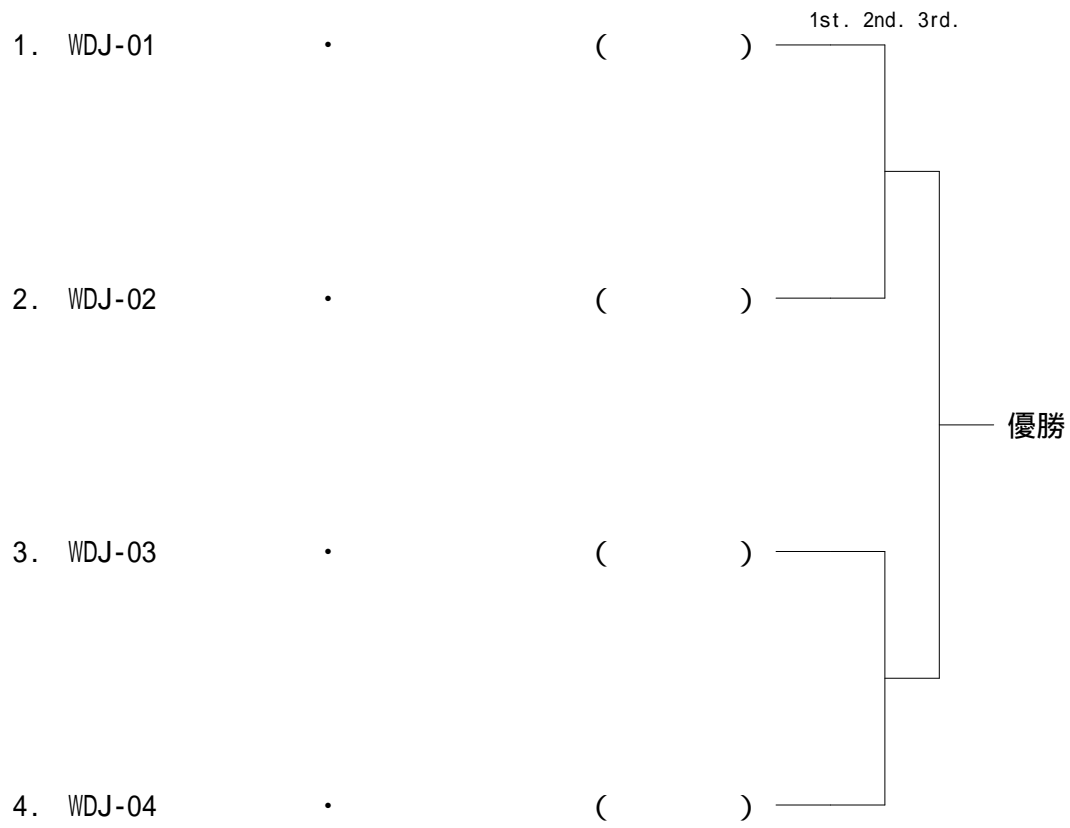 1st. 2nd. 3rd.
1. WDJ-01 ・ ( )
2. WDJ-02 ・ ( )
優勝
3. WDJ-03 ・ ( )
4. WDJ-04 ・ ( )